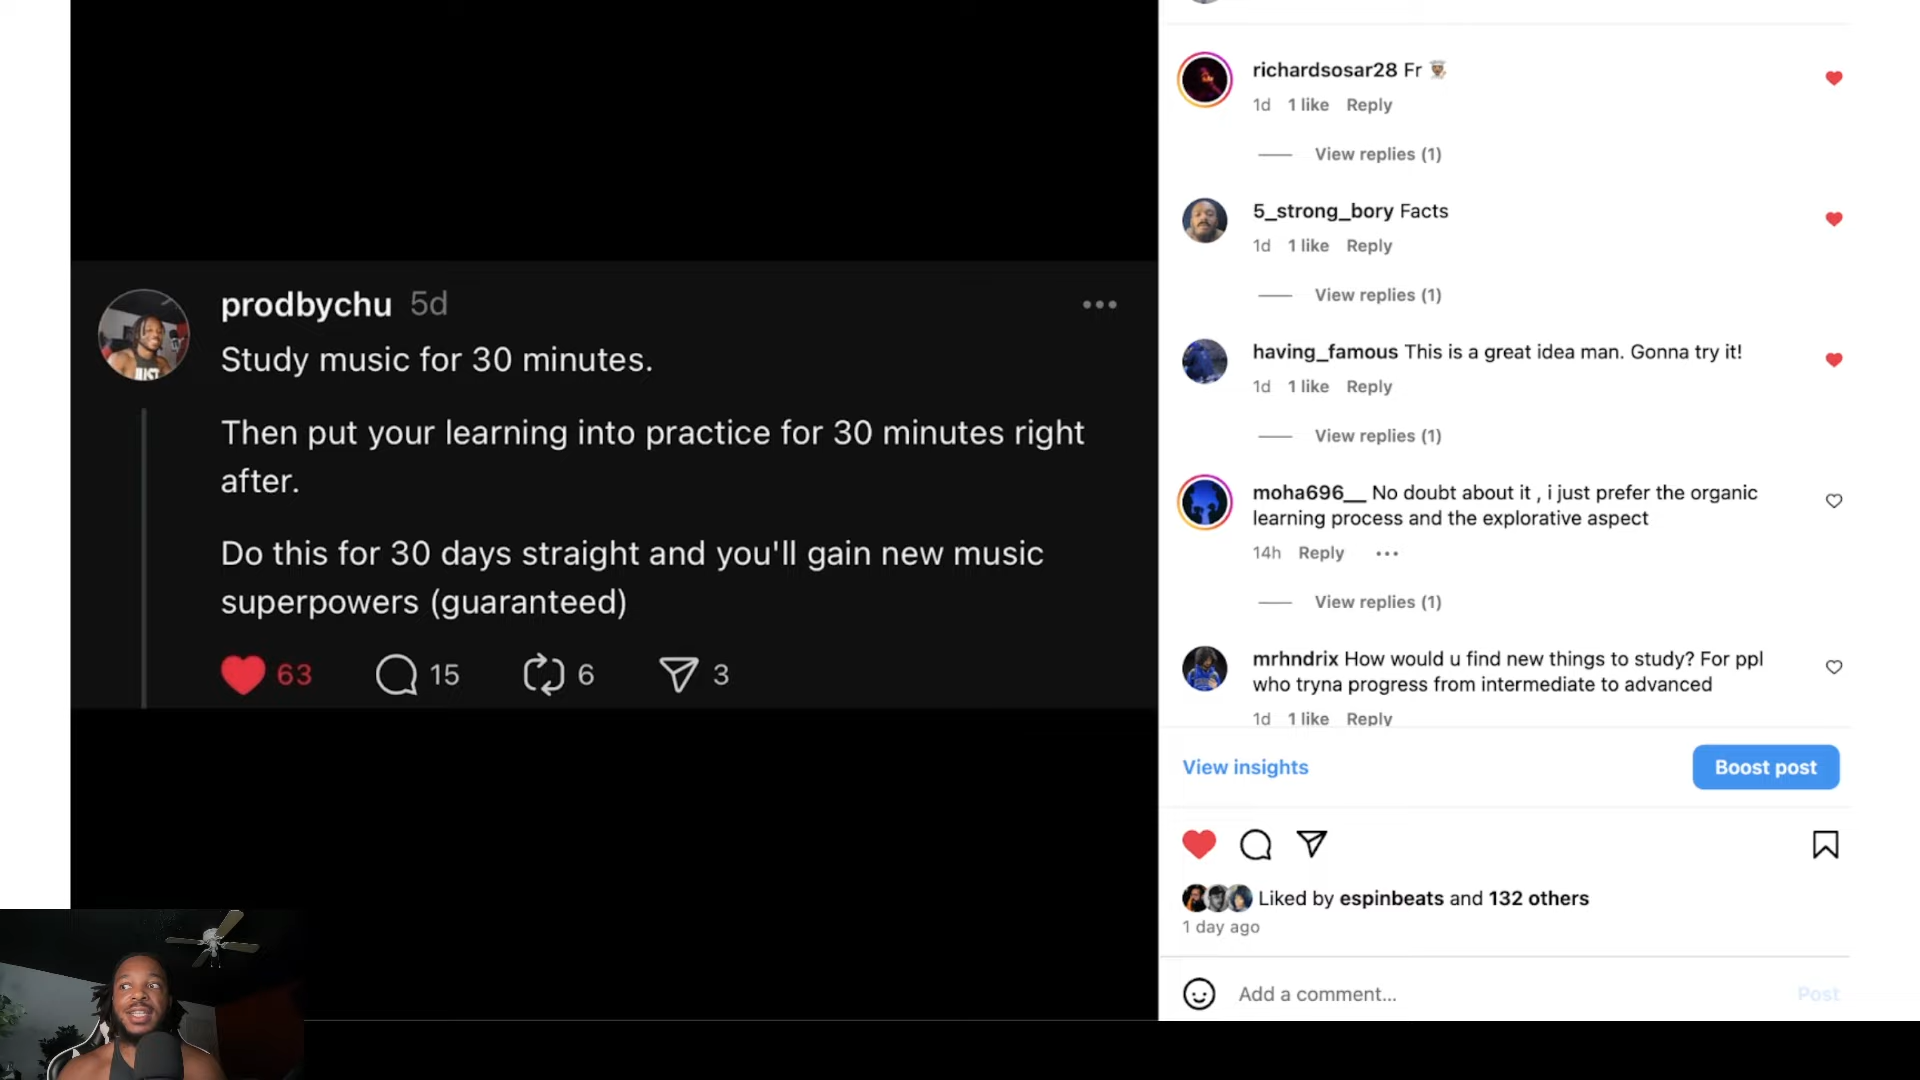 prodbychu 5d
Study music for 30 minutes.
Then put your learning into practice for 30 minutes right
after.
Do this for 30 days straight and you'll gain new music
superpowers (guaranteed)
63 15 6 3
richardsosar28 Fr
1d 1 like Reply
View replies (1)
5_strong_bory Facts
1d 1 like Reply
View replies (1)
having_famous This is a great idea man. Gonna try it!
1d 1 like Reply
View replies (1)
moha696__ No doubt about it , i just prefer the organic
learning process and the explorative aspect
14h Reply
View replies (1)
mrhndrix How would u find new things to study? For ppl
who tryna progress from intermediate to advanced
1d 1 like Reply
View insights
Boost post
Liked by espinbeats and 132 others
1 day ago
Add a comment...
Post